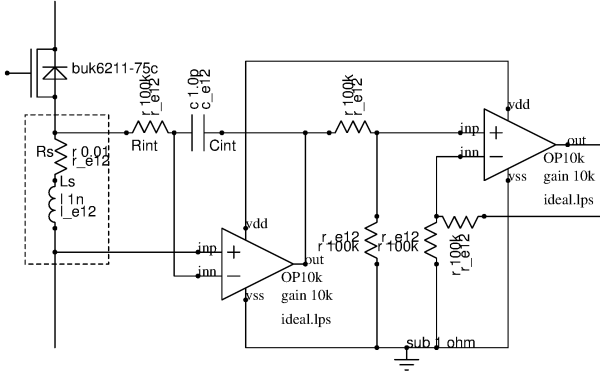 buk6211-75c
r 100k
r_e12
Rint
c 1.0p
c_e12
Cint
r 100k
r_e12
vdd
inp
inn
out
vss
OP10k
gain 10k
ideal.lps
Rs
r 0.01
r_e12
Ls
l 1n
l_e12
vdd
inp
inn
out
vss
OP10k
gain 10k
ideal.lps
r_e12
r 100k
r_e12
r 100k
r 100k
r_e12
sub 1 ohm